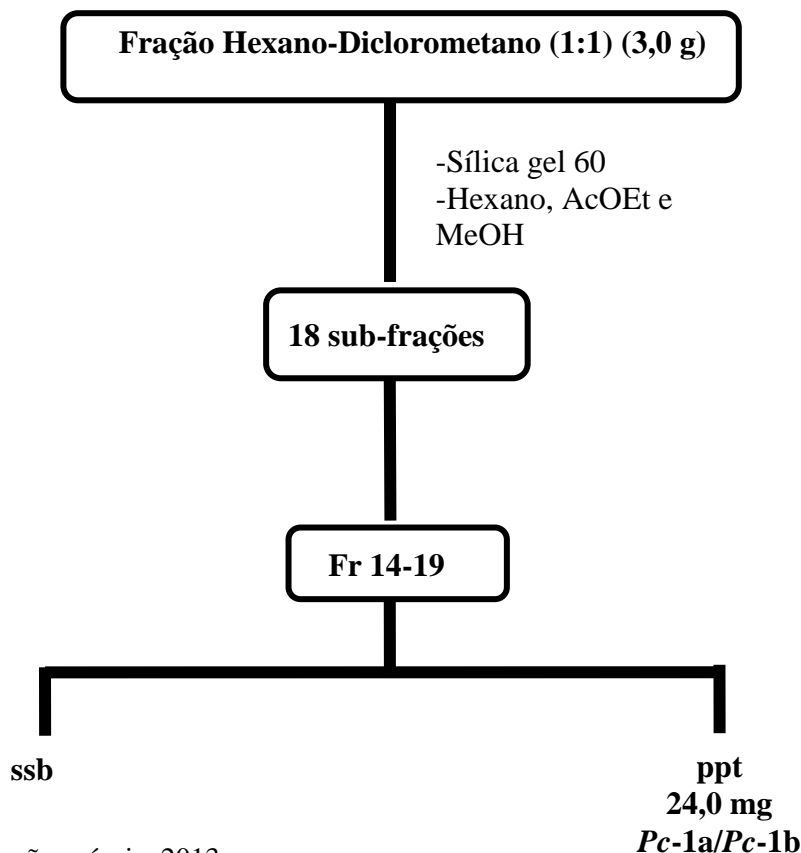 Fração Hexano-Diclorometano (1:1) (3,0 g)
-Sílica gel 60
-Hexano, AcOEt e
MeOH
18 sub-frações
Fr 14-19
ssb
ppt
24,0 mg
Pc-1a/Pc-1b
2013